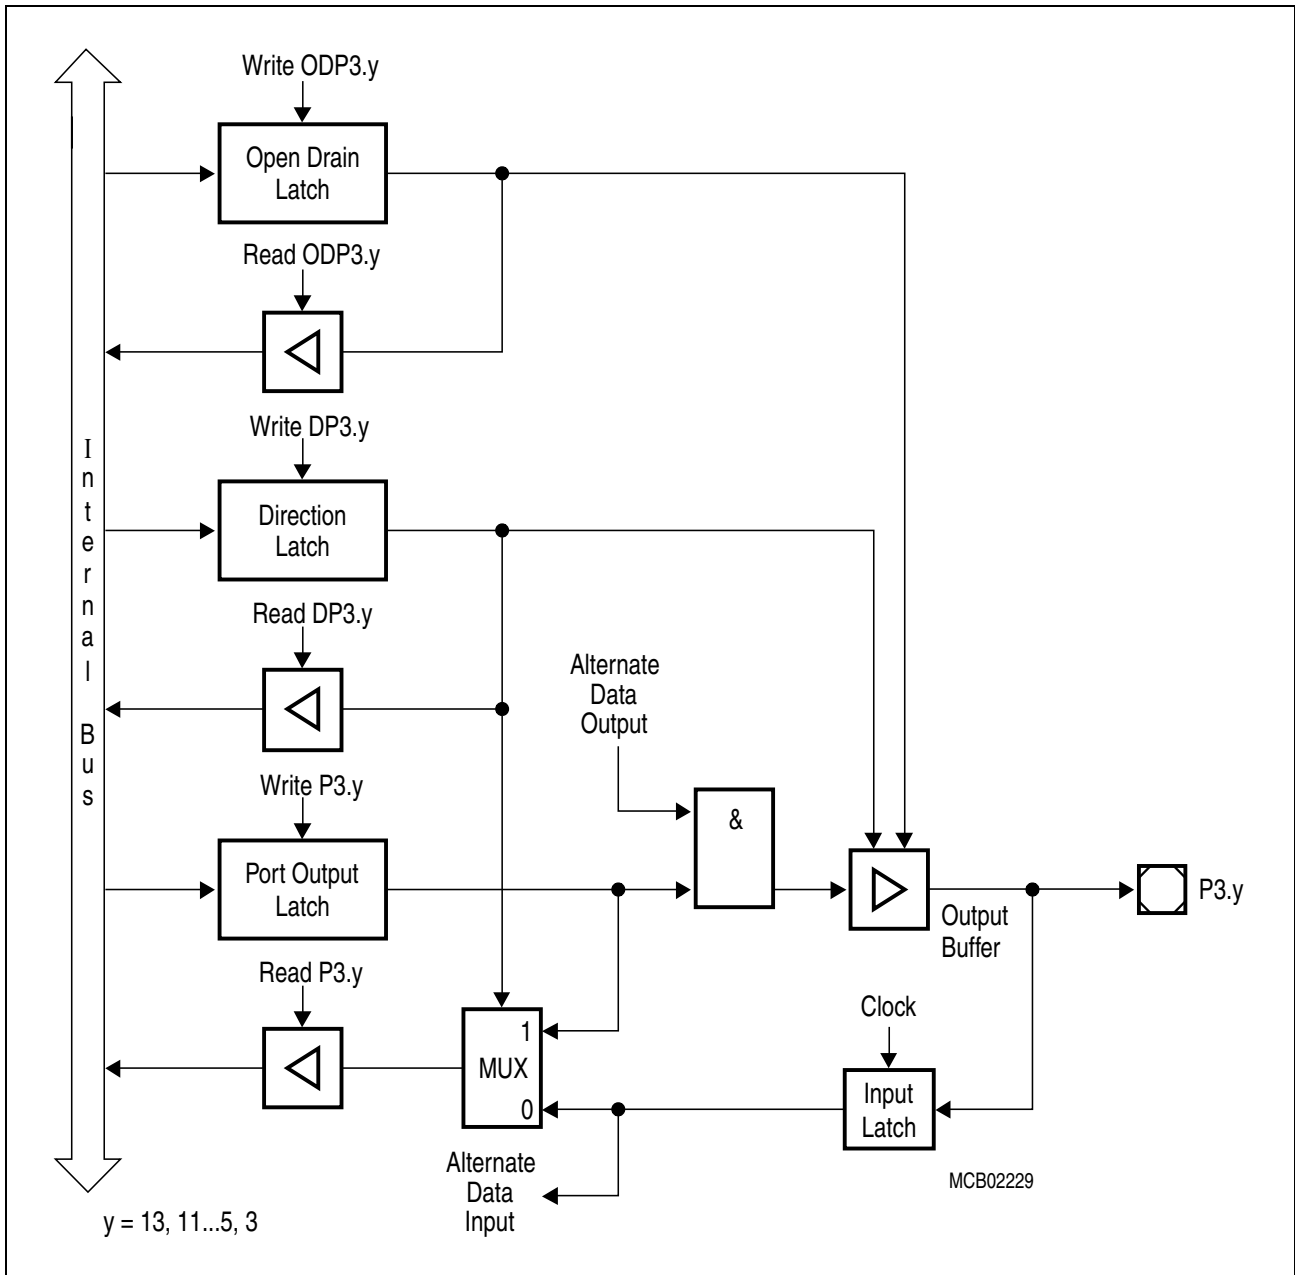 Write ODP3.y
Open Drain
Latch
Read ODP3.y
Write DP3.y
Direction
Latch
Read DP3.y
Internal Bus
Alternate
Data
Output
Write P3.y
&
Port Output
Latch
P3.y
Output
Buffer
Read P3.y
Clock
1
MUX
0
Input
Latch
Alternate
Data
Input
MCB02229
y = 13, 11...5, 3